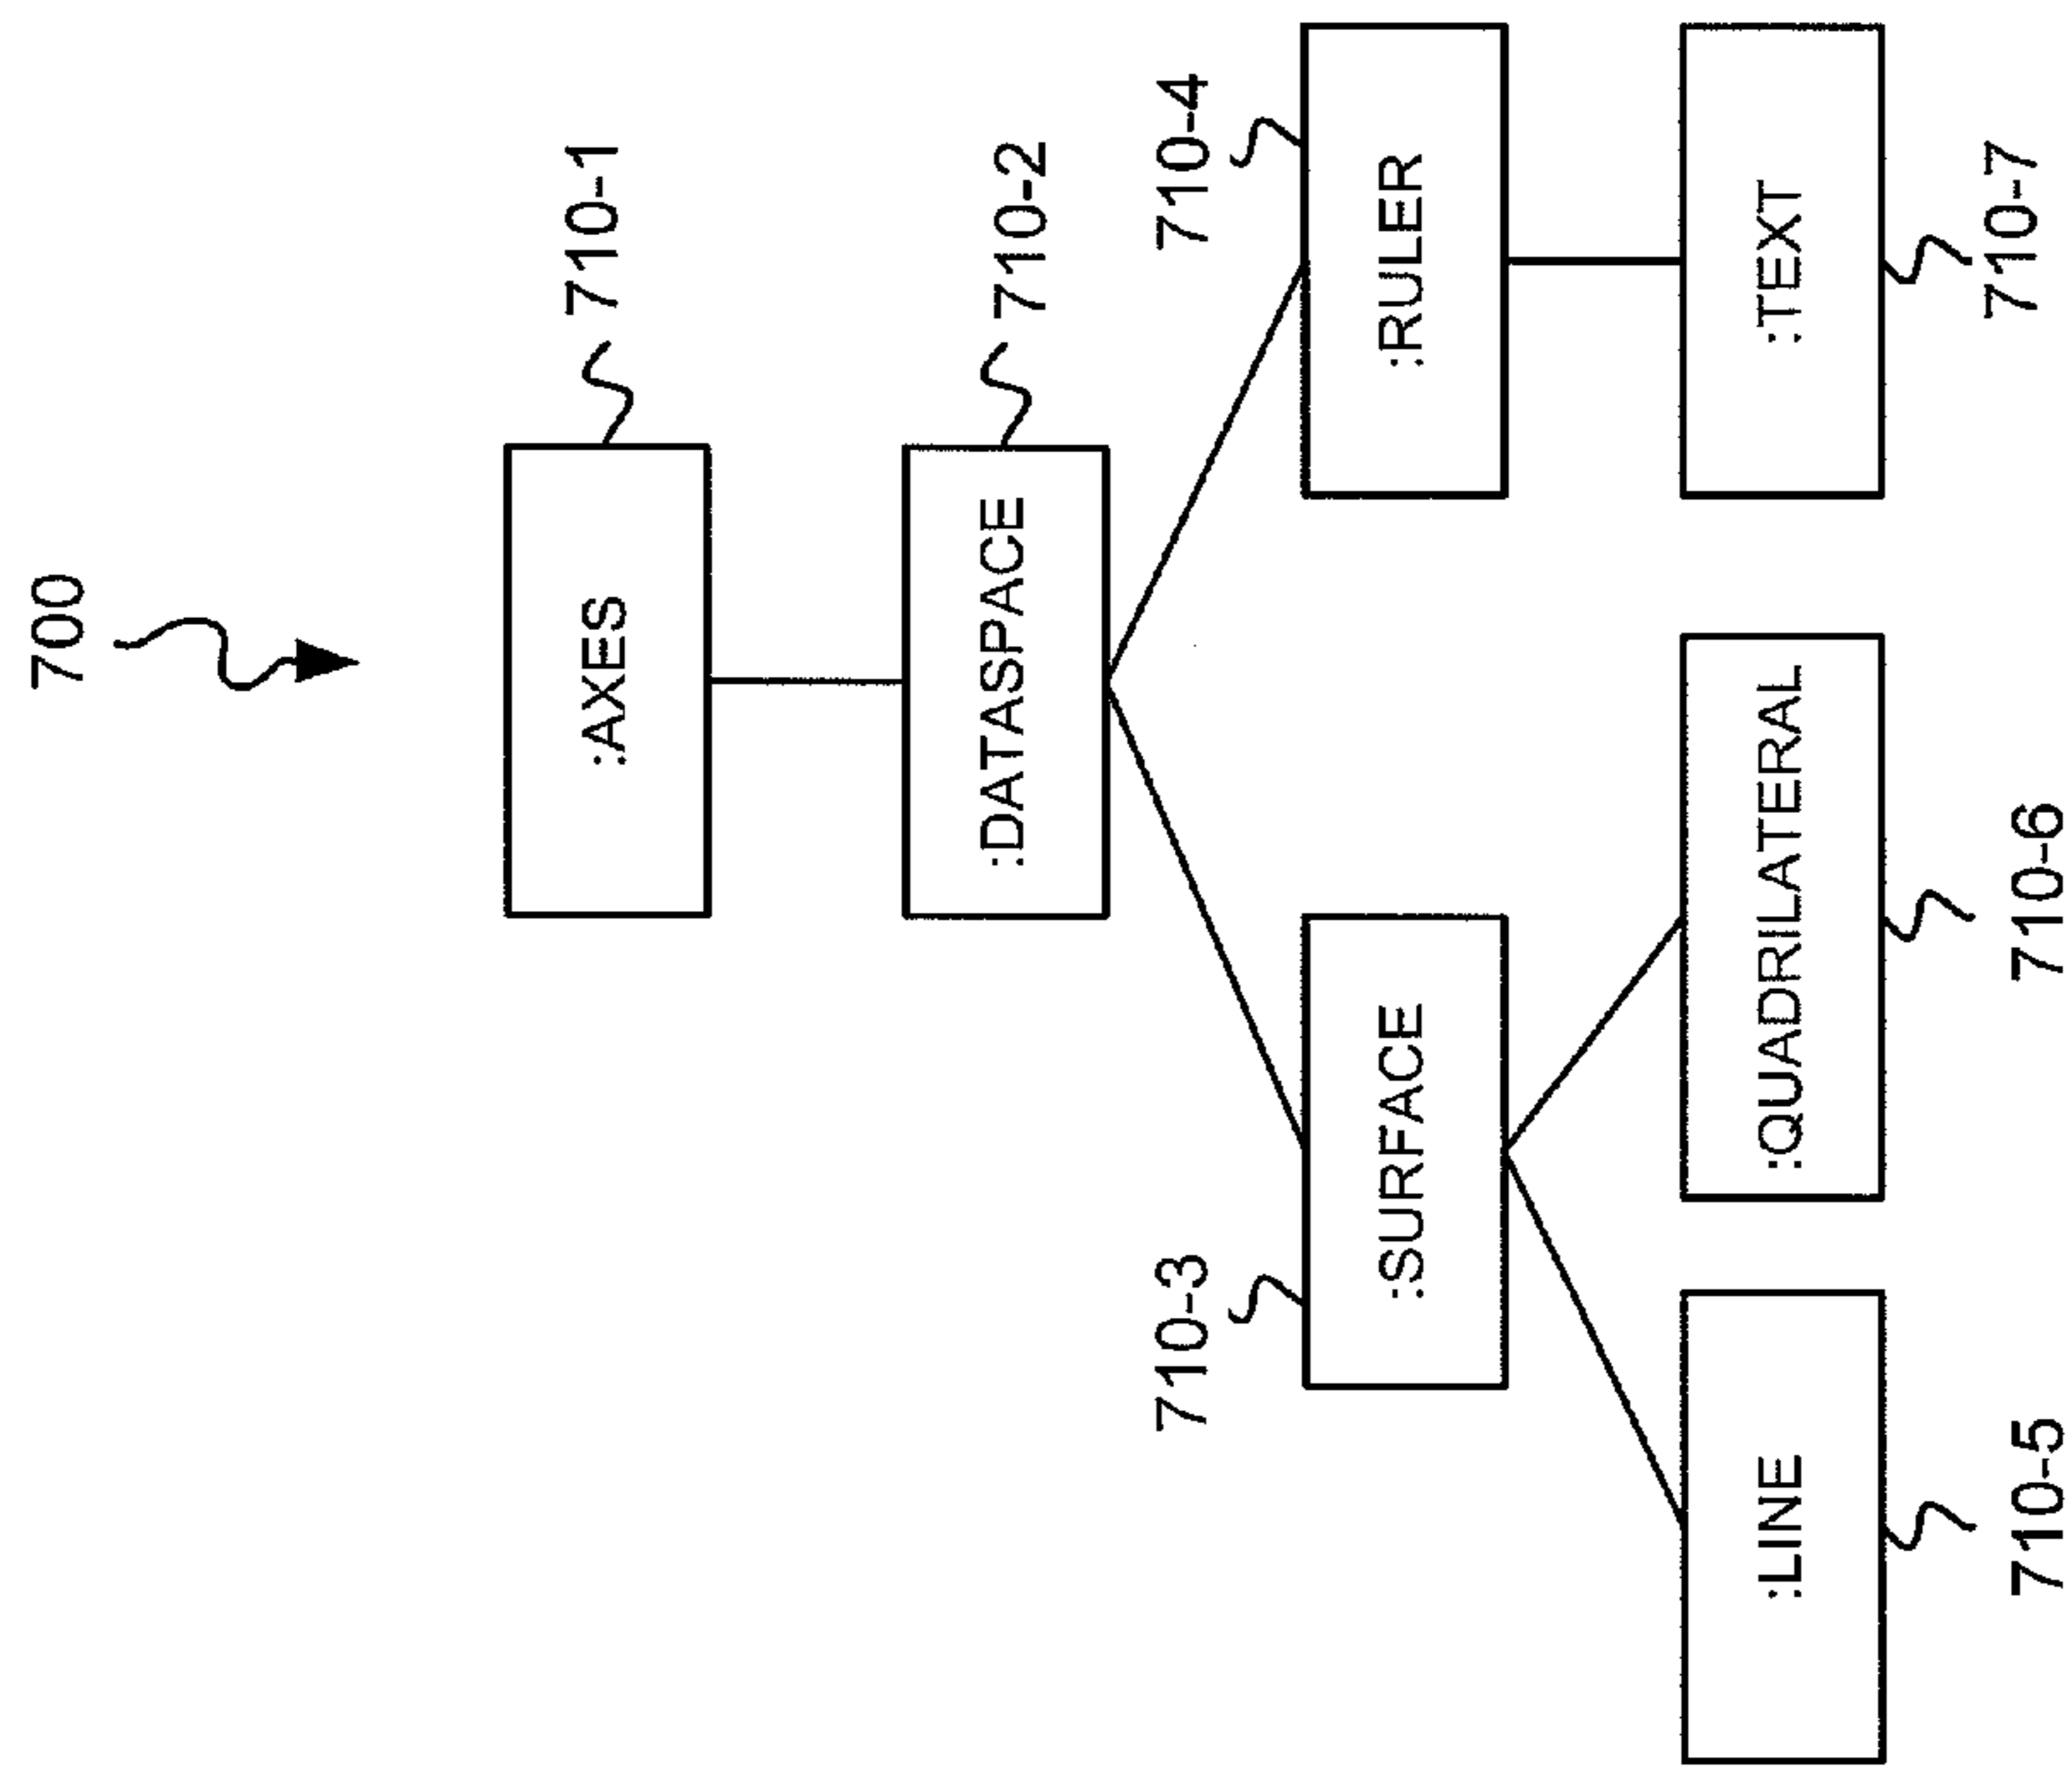 700
:AXES
710-1
:DATASPACE
710-2
710-3
:SURFACE
710-4
:RULER
:LINE
710-5
:QUADRILATERAL
710-6
:TEXT
710-7